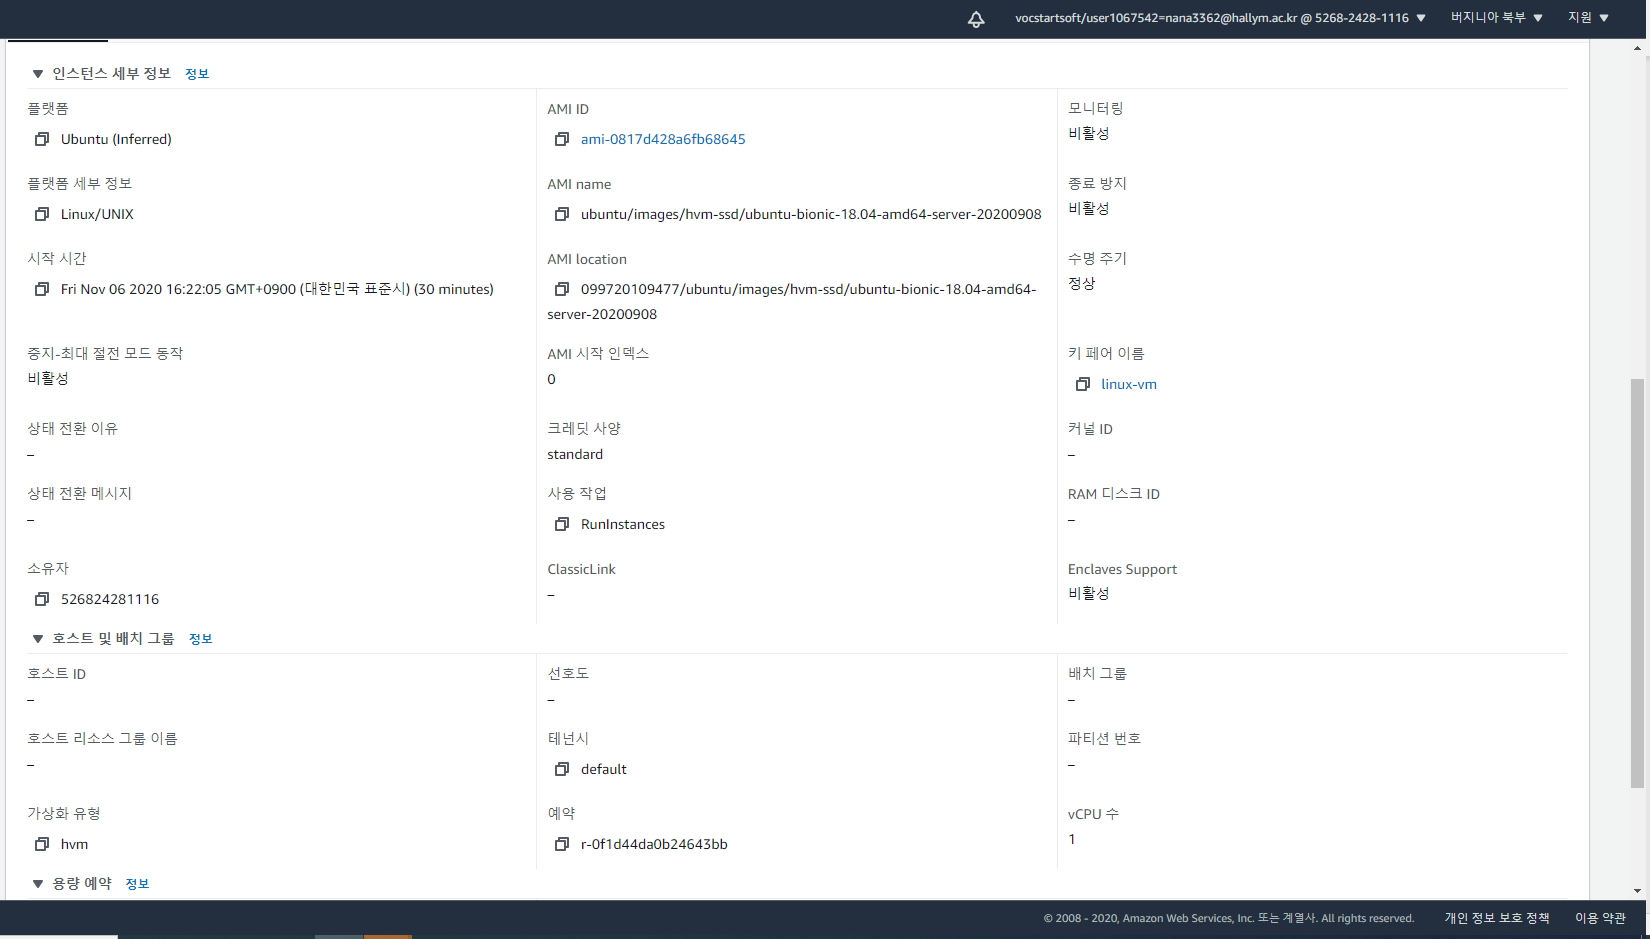 vocstartsoft/user1067542=nana3362@hallym.ac.kr @ 5268-2428-1116 버지니아 북부 지원
인스턴스 세부 정보 정보
플랫폼
Ubuntu (Inferred)
AMI ID
ami-0817d428a6fb68645
모니터링
비활성
플랫폼 세부 정보
Linux/UNIX
AMI name
ubuntu/images/hvm-ssd/ubuntu-bionic-18.04-amd64-server-20200908
종료 방지
비활성
시작 시간
Fri Nov 06 2020 16:22:05 GMT+0900 (대한민국 표준시) (30 minutes)
AMI location
099720109477/ubuntu/images/hvm-ssd/ubuntu-bionic-18.04-amd64-
server-20200908
수명 주기
정상
중지-최대 절전 모드 동작
비활성
AMI 시작 인덱스
0
키 페어 이름
linux-vm
상태 전환 이유
–
크레딧 사양
standard
커널 ID
–
상태 전환 메시지
–
사용 작업
RunInstances
RAM 디스크 ID
–
소유자
526824281116
ClassicLink
–
Enclaves Support
비활성
호스트 및 배치 그룹 정보
호스트 ID
–
선호도
–
배치 그룹
–
호스트 리소스 그룹 이름
–
테넌시
default
파티션 번호
–
가상화 유형
hvm
예약
r-0f1d44da0b24643bb
vCPU 수
1
용량 예약 정보
© 2008 - 2020, Amazon Web Services, Inc. 또는 계열사. All rights reserved. 개인 정보 보호 정책 이용 약관